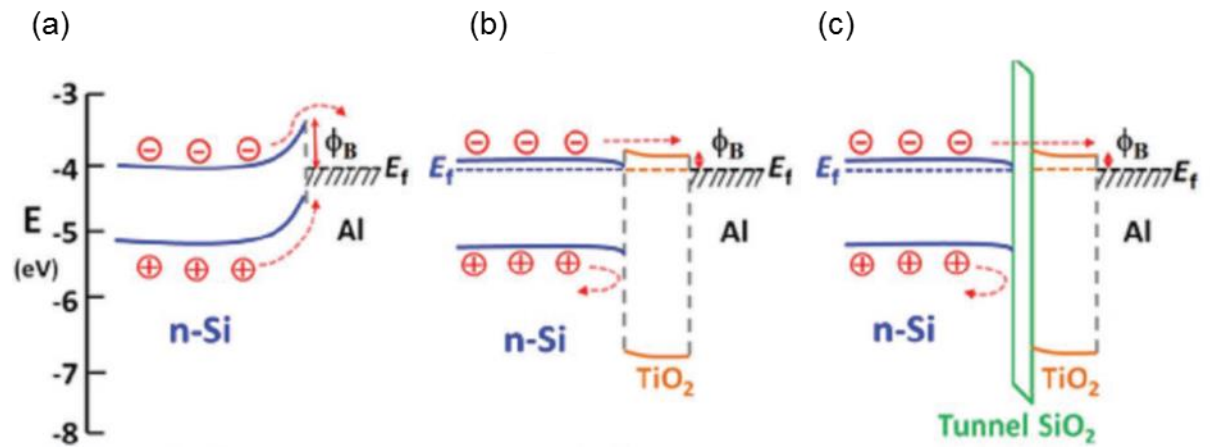 (a)
(b)
(c)
-3
-4
-5
-6
-7
-8
E
(eV)
ϕB
Ef
Al
n-Si
Ef
ϕB
Ef
Al
n-Si
TiO2
Ef
ϕB
Ef
Al
n-Si
TiO2
Tunnel SiO2